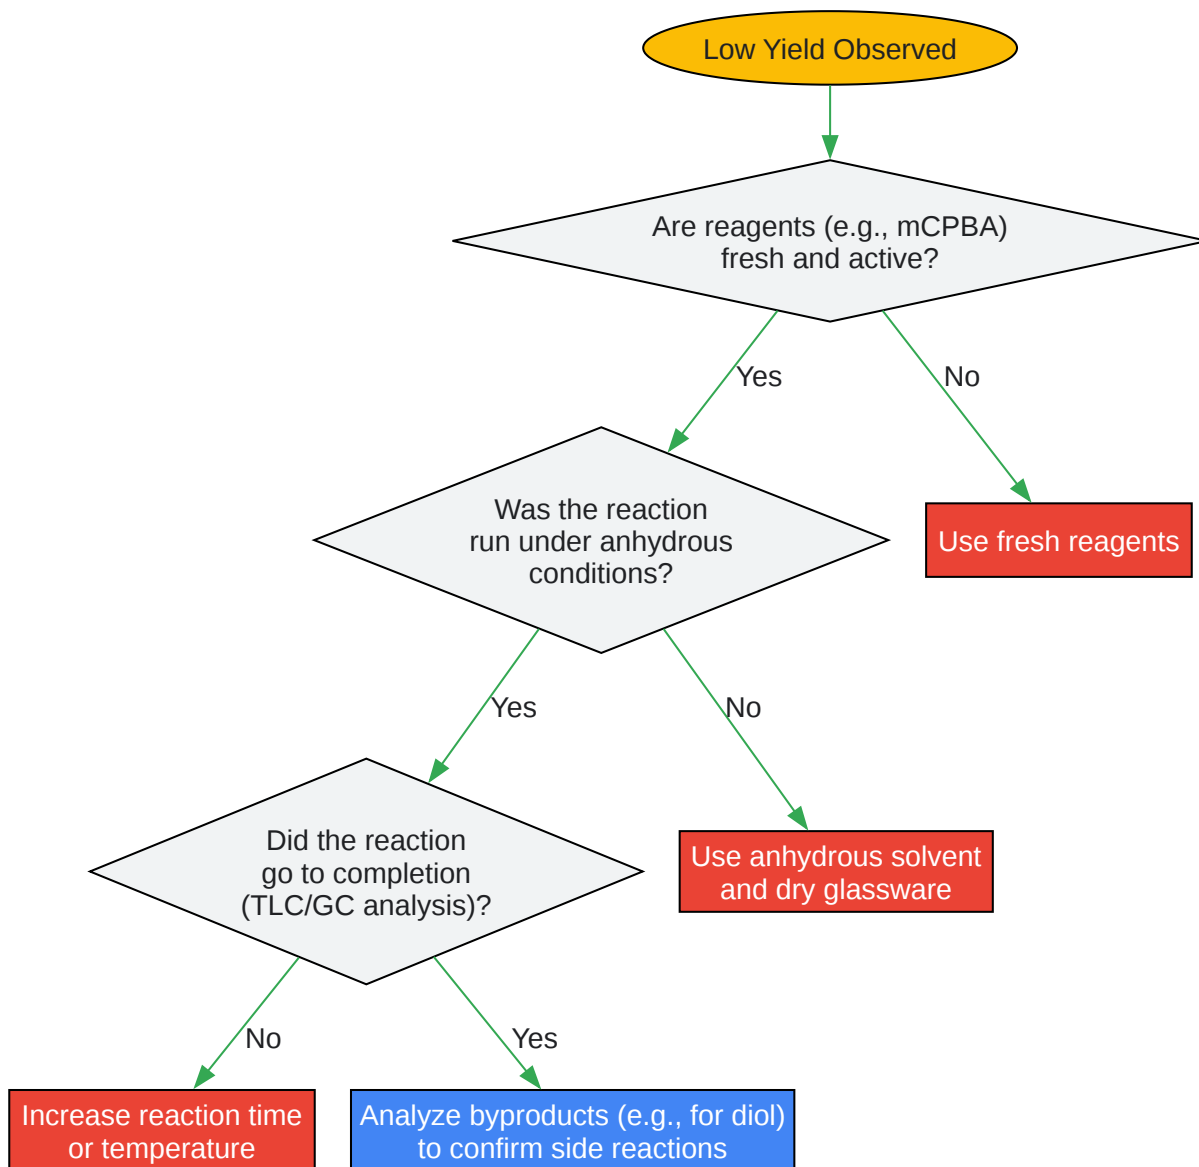 Low Yield Observed
Are reagents (e.g., mCPBA)
fresh and active?
Yes
No
Was the reaction
run under anhydrous
conditions?
Use fresh reagents
Yes
No
Did the reaction
go to completion
(TLC/GC analysis)?
Use anhydrous solvent
and dry glassware
No
Yes
Increase reaction time
or temperature
Analyze byproducts (e.g., for diol)
to confirm side reactions